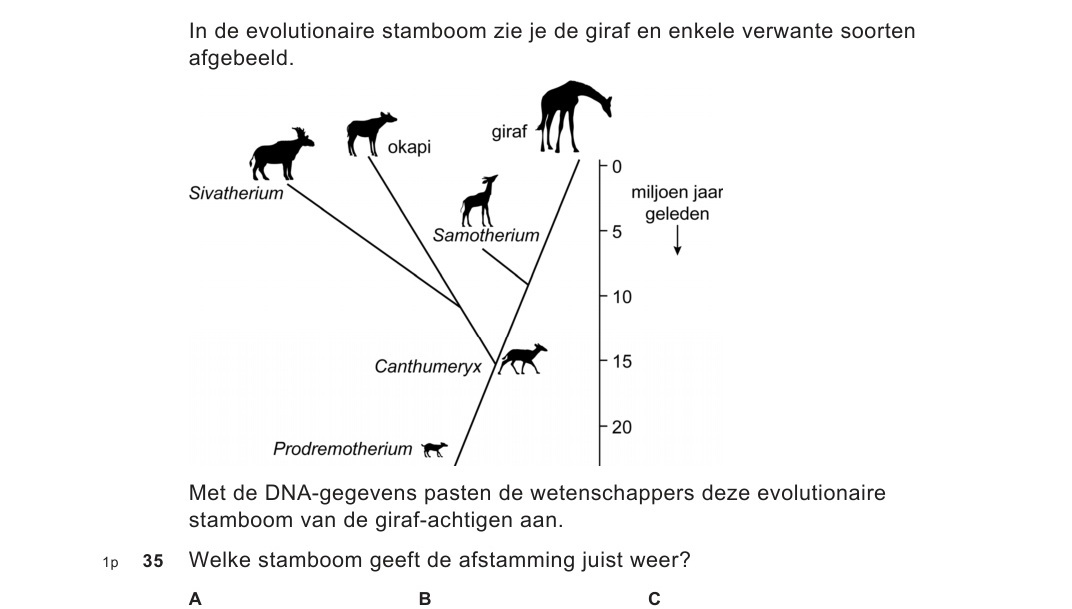 In de evolutionaire stamboom zie je de giraf en enkele verwante soorten
afgebeeld.
giraf
okapi
Sivatherium
0
miljoen jaar
geleden
Samotherium
5
10
Canthumeryx
15
20
Prodremotherium
Met de DNA-gegevens pasten de wetenschappers deze evolutionaire
stamboom van de giraf-achtigen aan.
1p 35 Welke stamboom geeft de afstamming juist weer?
A B C